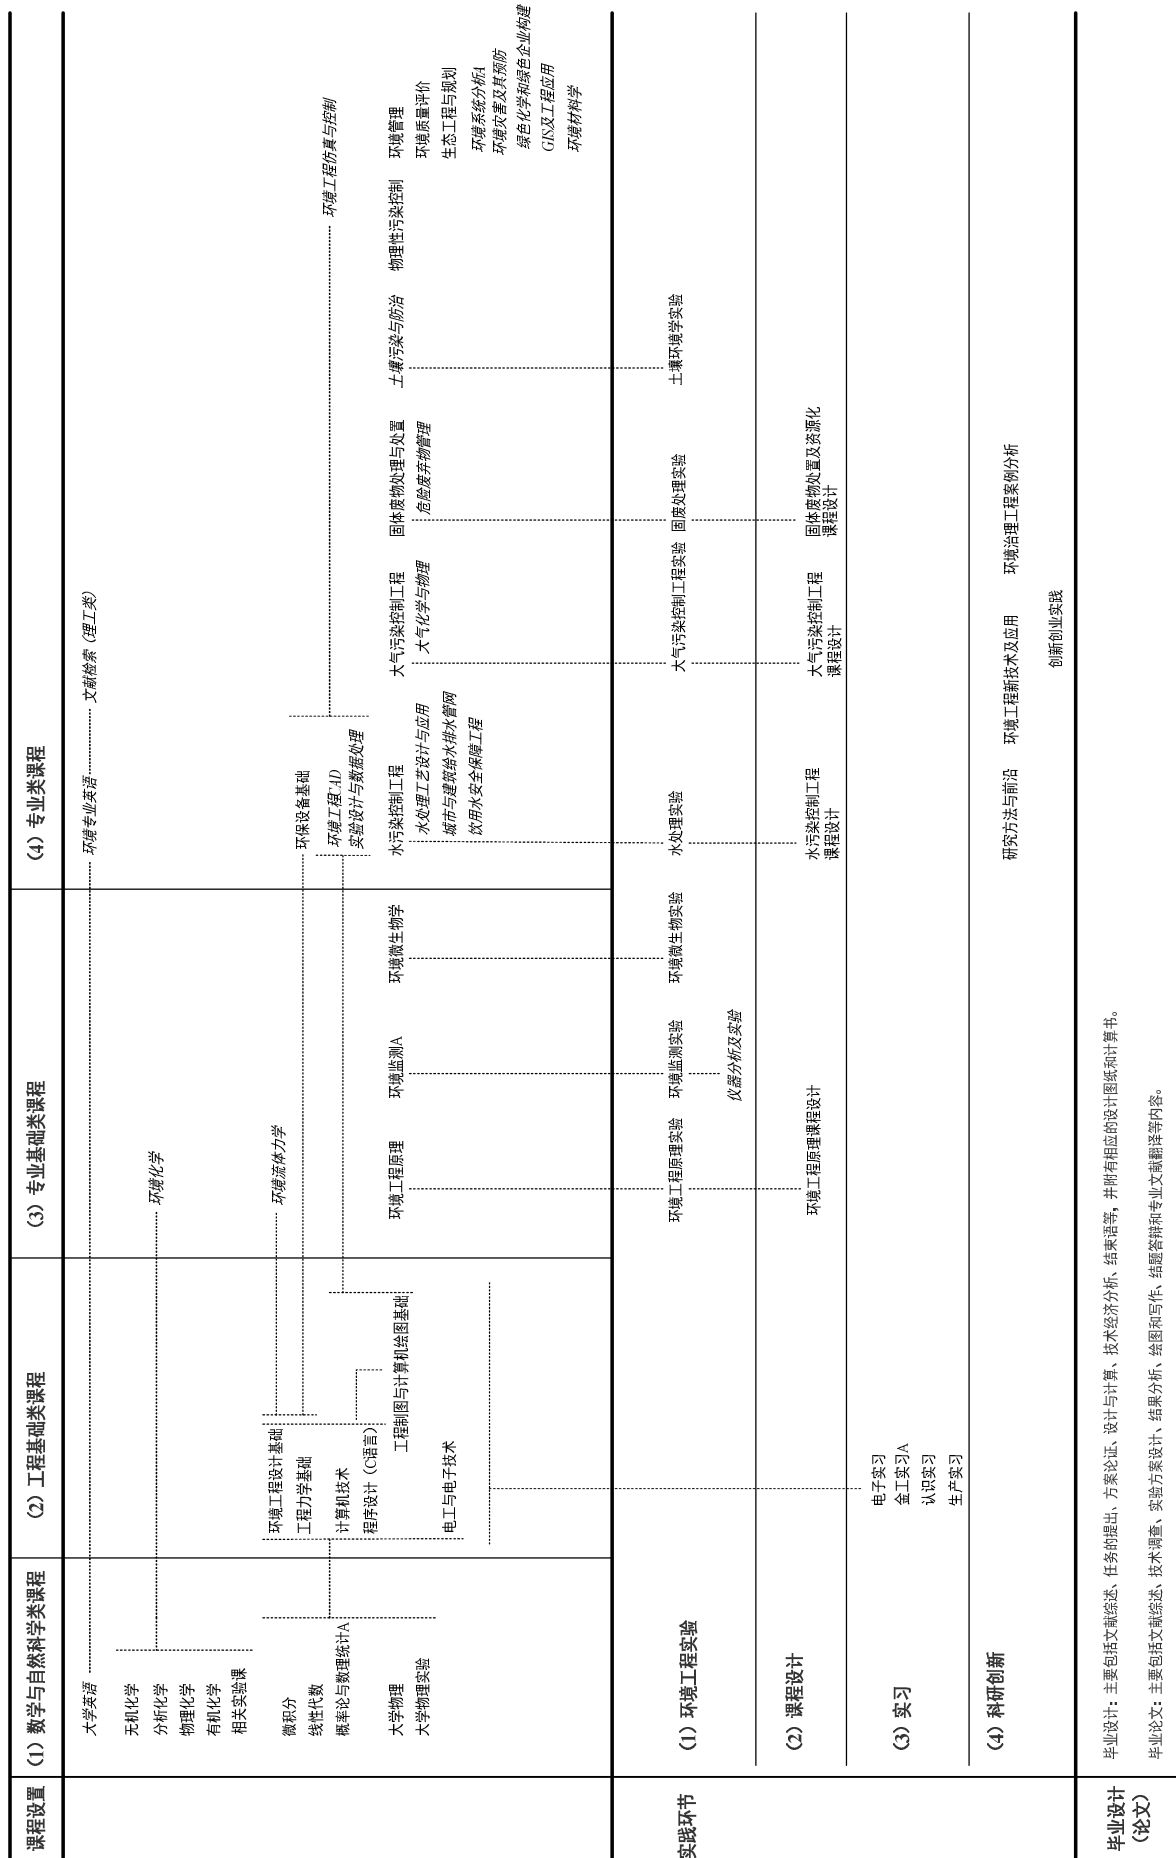 课程设置
（1）数学与自然科学类课程
（2）工程基础类课程
（3）专业基础类课程
（4）专业类课程
大学英语
环境专业英语
文献检索（理工类）
无机化学
分析化学
物理化学
有机化学
相关实验课
环境化学
微积分
线性代数
概率论与数理统计A
大学物理
大学物理实验
环境工程设计基础
工程力学基础
计算机技术
程序设计（C语言）
工程制图与计算机绘图基础
电工与电子技术
环境流体力学
环保设备基础
环境工程CAD
实验设计与数据处理
环境工程仿真与控制
环境工程原理
环境监测A
环境微生物学
水污染控制工程
水处理工艺设计与应用
城市与建筑给水排水管网
饮用水安全保障工程
大气污染控制工程
大气化学与物理
固体废物处理与处置
危险废弃物管理
土壤污染与防治
物理性污染控制
环境管理
环境质量评价
生态工程与规划
环境系统分析A
环境灾害及其预防
绿色化学和绿色企业构建
GIS及工程应用
环境材料学
实践环节
（1）环境工程实验
环境工程原理实验
环境监测实验
仪器分析及实验
环境微生物实验
水处理实验
大气污染控制工程实验
固废处理实验
土壤环境学实验
（2）课程设计
环境工程原理课程设计
水污染控制工程
课程设计
大气污染控制工程
课程设计
固体废物处置及资源化
课程设计
（3）实习
电子实习
金工实习A
认识实习
生产实习
（4）科研创新
研究方法与前沿
环境工程新技术及应用
环境治理工程案例分析
创新创业实践
毕业设计
（论文）
毕业设计：主要包括文献综述、任务的提出、方案论证、设计与计算、技术经济分析、结束语等，并附有相应的设计图纸和计算书。
毕业论文：主要包括文献综述、技术调查、实验方案设计、结果分析、绘图和写作、结题答辩和专业文献翻译等内容。